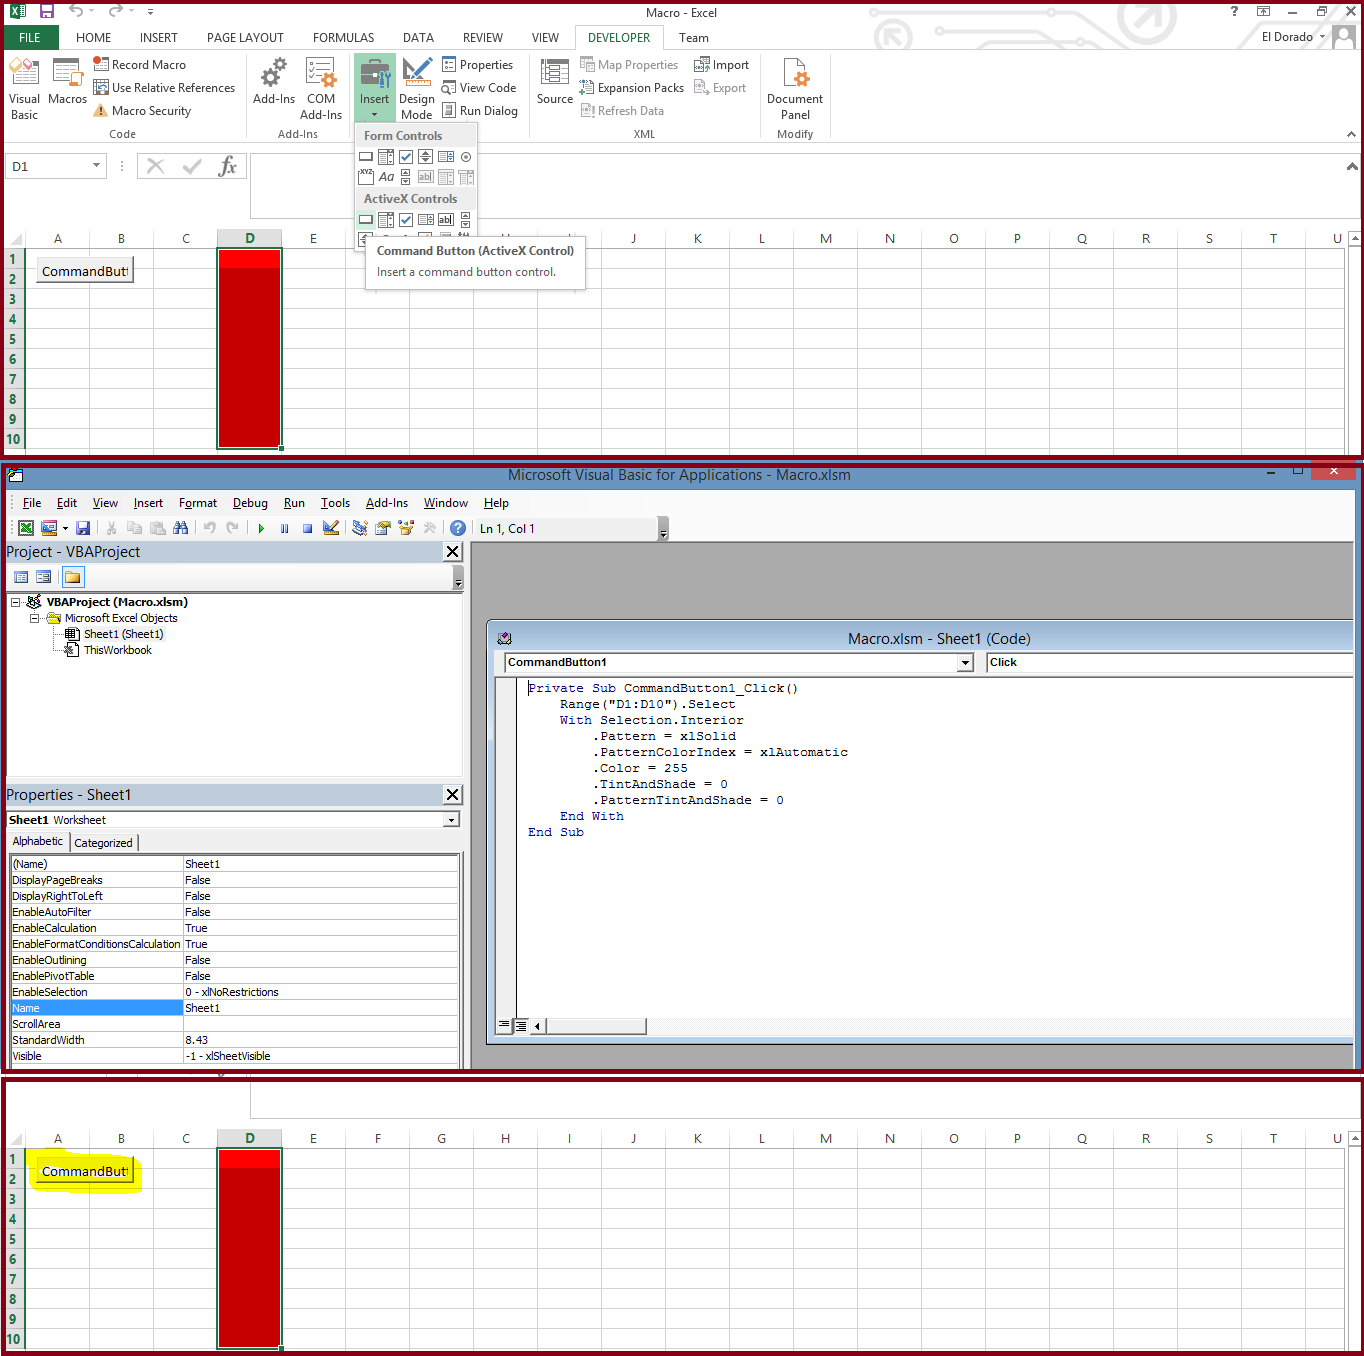 Macro - Excel
?
FILE HOME INSERT PAGE LAYOUT FORMULAS DATA REVIEW VIEW DEVELOPER Team
El Dorado
Visual Basic
Macros
Record Macro
Use Relative References
Macro Security
Code
Add-Ins
COM Add-Ins
Add-Ins
Insert
Design Mode
Properties
View Code
Run Dialog
Source
Map Properties
Expansion Packs
Refresh Data
Import
Export
XML
Document Panel
Modify
Form Controls
XYZ Aa ab|
ActiveX Controls
ab|
Command Button (ActiveX Control)
Insert a command button control.
D1
fx
A B C D E J K L M N O P Q R S T U
1
CommandButt
2
3
4
5
6
7
8
9
10
Microsoft Visual Basic for Applications - Macro.xlsm
File Edit View Insert Format Debug Run Tools Add-Ins Window Help
Ln 1, Col 1
Project - VBAProject
VBAProject (Macro.xlsm)
Microsoft Excel Objects
Sheet1 (Sheet1)
ThisWorkbook
Properties - Sheet1
Sheet1 Worksheet
Alphabetic Categorized
(Name) Sheet1
DisplayPageBreaks False
DisplayRightToLeft False
EnableAutoFilter False
EnableCalculation True
EnableFormatConditionsCalculation True
EnableOutlining False
EnablePivotTable False
EnableSelection 0 - xlNoRestrictions
Name Sheet1
ScrollArea
StandardWidth 8.43
Visible -1 - xlSheetVisible
Macro.xlsm - Sheet1 (Code)
CommandButton1 Click
Private Sub CommandButton1_Click()
Range("D1:D10").Select
With Selection.Interior
.Pattern = xlSolid
.PatternColorIndex = xlAutomatic
.Color = 255
.TintAndShade = 0
.PatternTintAndShade = 0
End With
End Sub
A B C D E F G H I J K L M N O P Q R S T U
1
CommandButt
2
3
4
5
6
7
8
9
10